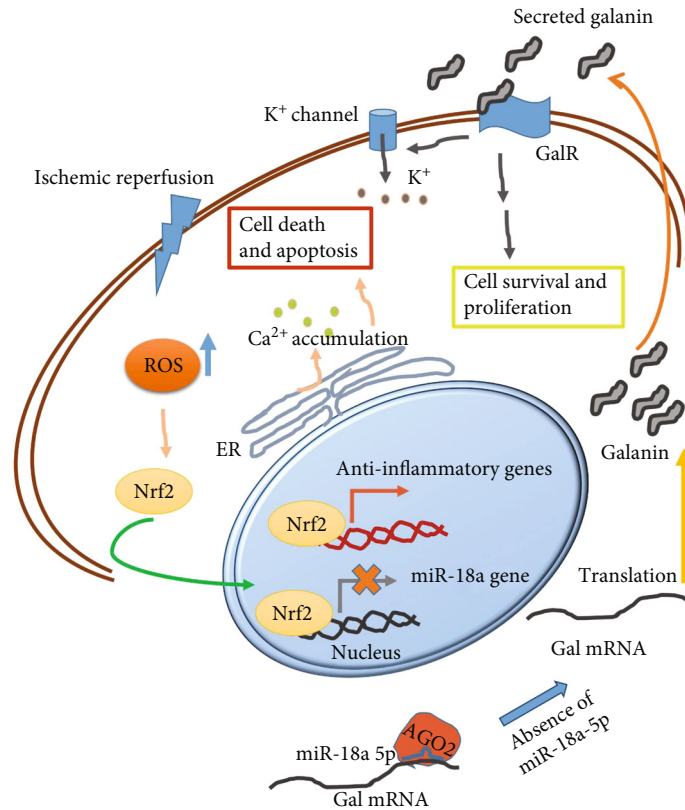 Secreted galanin
K⁺ channel
GalR
Ischemic reperfusion
K⁺
Cell death
and apoptosis
Cell survival and
proliferation
Ca²⁺ accumulation
ROS
ER
Galanin
Nrf2
Anti-inflammatory genes
Nrf2
miR-18a gene
Translation
Nrf2
Nucleus
Gal mRNA
AGO2
miR-18a 5p
Gal mRNA
Absence of
miR-18a-5p